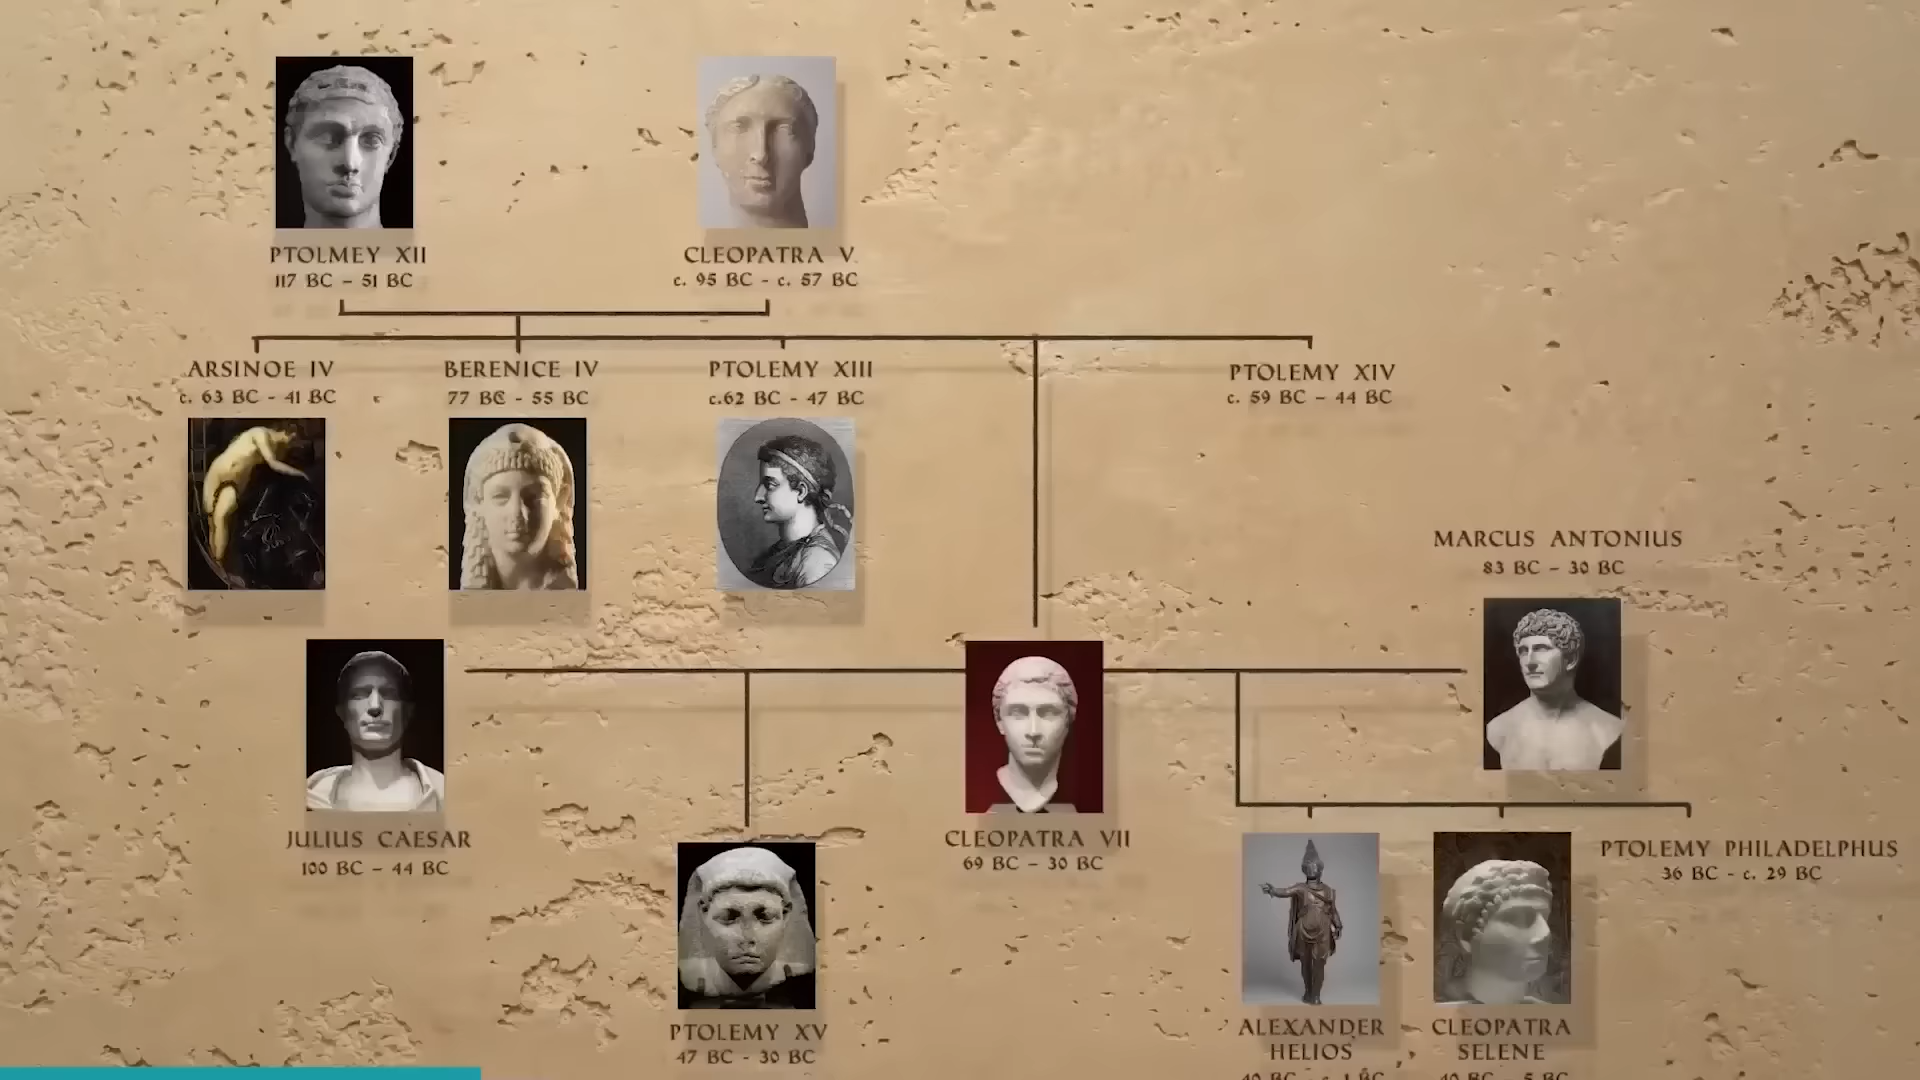 PTOLMEY XII
117 BC – 51 BC
CLEOPATRA V.
c. 95 BC - c. 57 BC
ARSINOE IV
c. 63 BC - 41 BC
BERENICE IV
77 BC - 55 BC
PTOLEMY XIII
c.62 BC - 47 BC
PTOLEMY XIV
c. 59 BC – 44 BC
MARCUS ANTONIUS
83 BC – 30 BC
JULIUS CAESAR
100 BC – 44 BC
CLEOPATRA VII
69 BC – 30 BC
PTOLEMY PHILADELPHUS
36 BC - c. 29 BC
PTOLEMY XV
47 BC - 30 BC
ALEXANDER
HELIOS
CLEOPATRA
SELENE